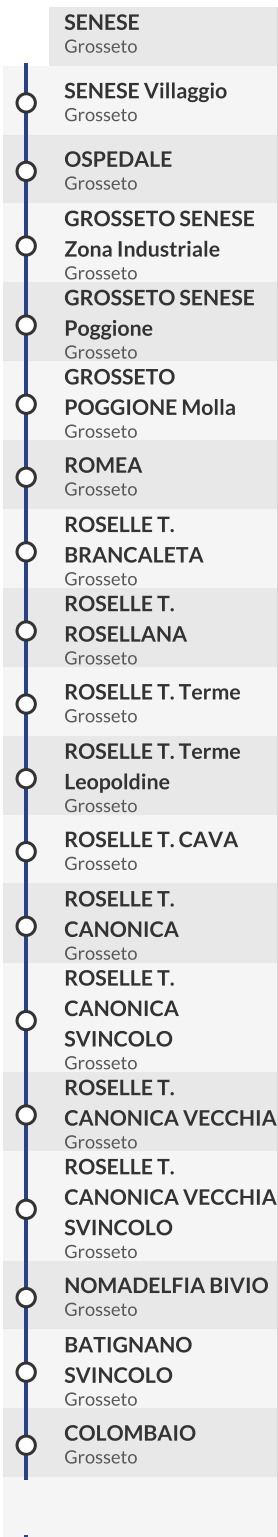 SENESE
Grosseto
SENESE Villaggio
Grosseto
OSPEDALE
Grosseto
GROSSETO SENESE
Zona Industriale
Grosseto
GROSSETO SENESE
Poggione
Grosseto
GROSSETO
POGGIONE Molla
Grosseto
ROMEA
Grosseto
ROSELLE T.
BRANCALETA
Grosseto
ROSELLE T.
ROSELLANA
Grosseto
ROSELLE T. Terme
Grosseto
ROSELLE T. Terme
Leopoldine
Grosseto
ROSELLE T. CAVA
Grosseto
ROSELLE T.
CANONICA
Grosseto
ROSELLE T.
CANONICA
SVINCOLO
Grosseto
ROSELLE T.
CANONICA VECCHIA
Grosseto
ROSELLE T.
CANONICA VECCHIA
SVINCOLO
Grosseto
NOMADELFIA BIVIO
Grosseto
BATIGNANO
SVINCOLO
Grosseto
COLOMBAIO
Grosseto